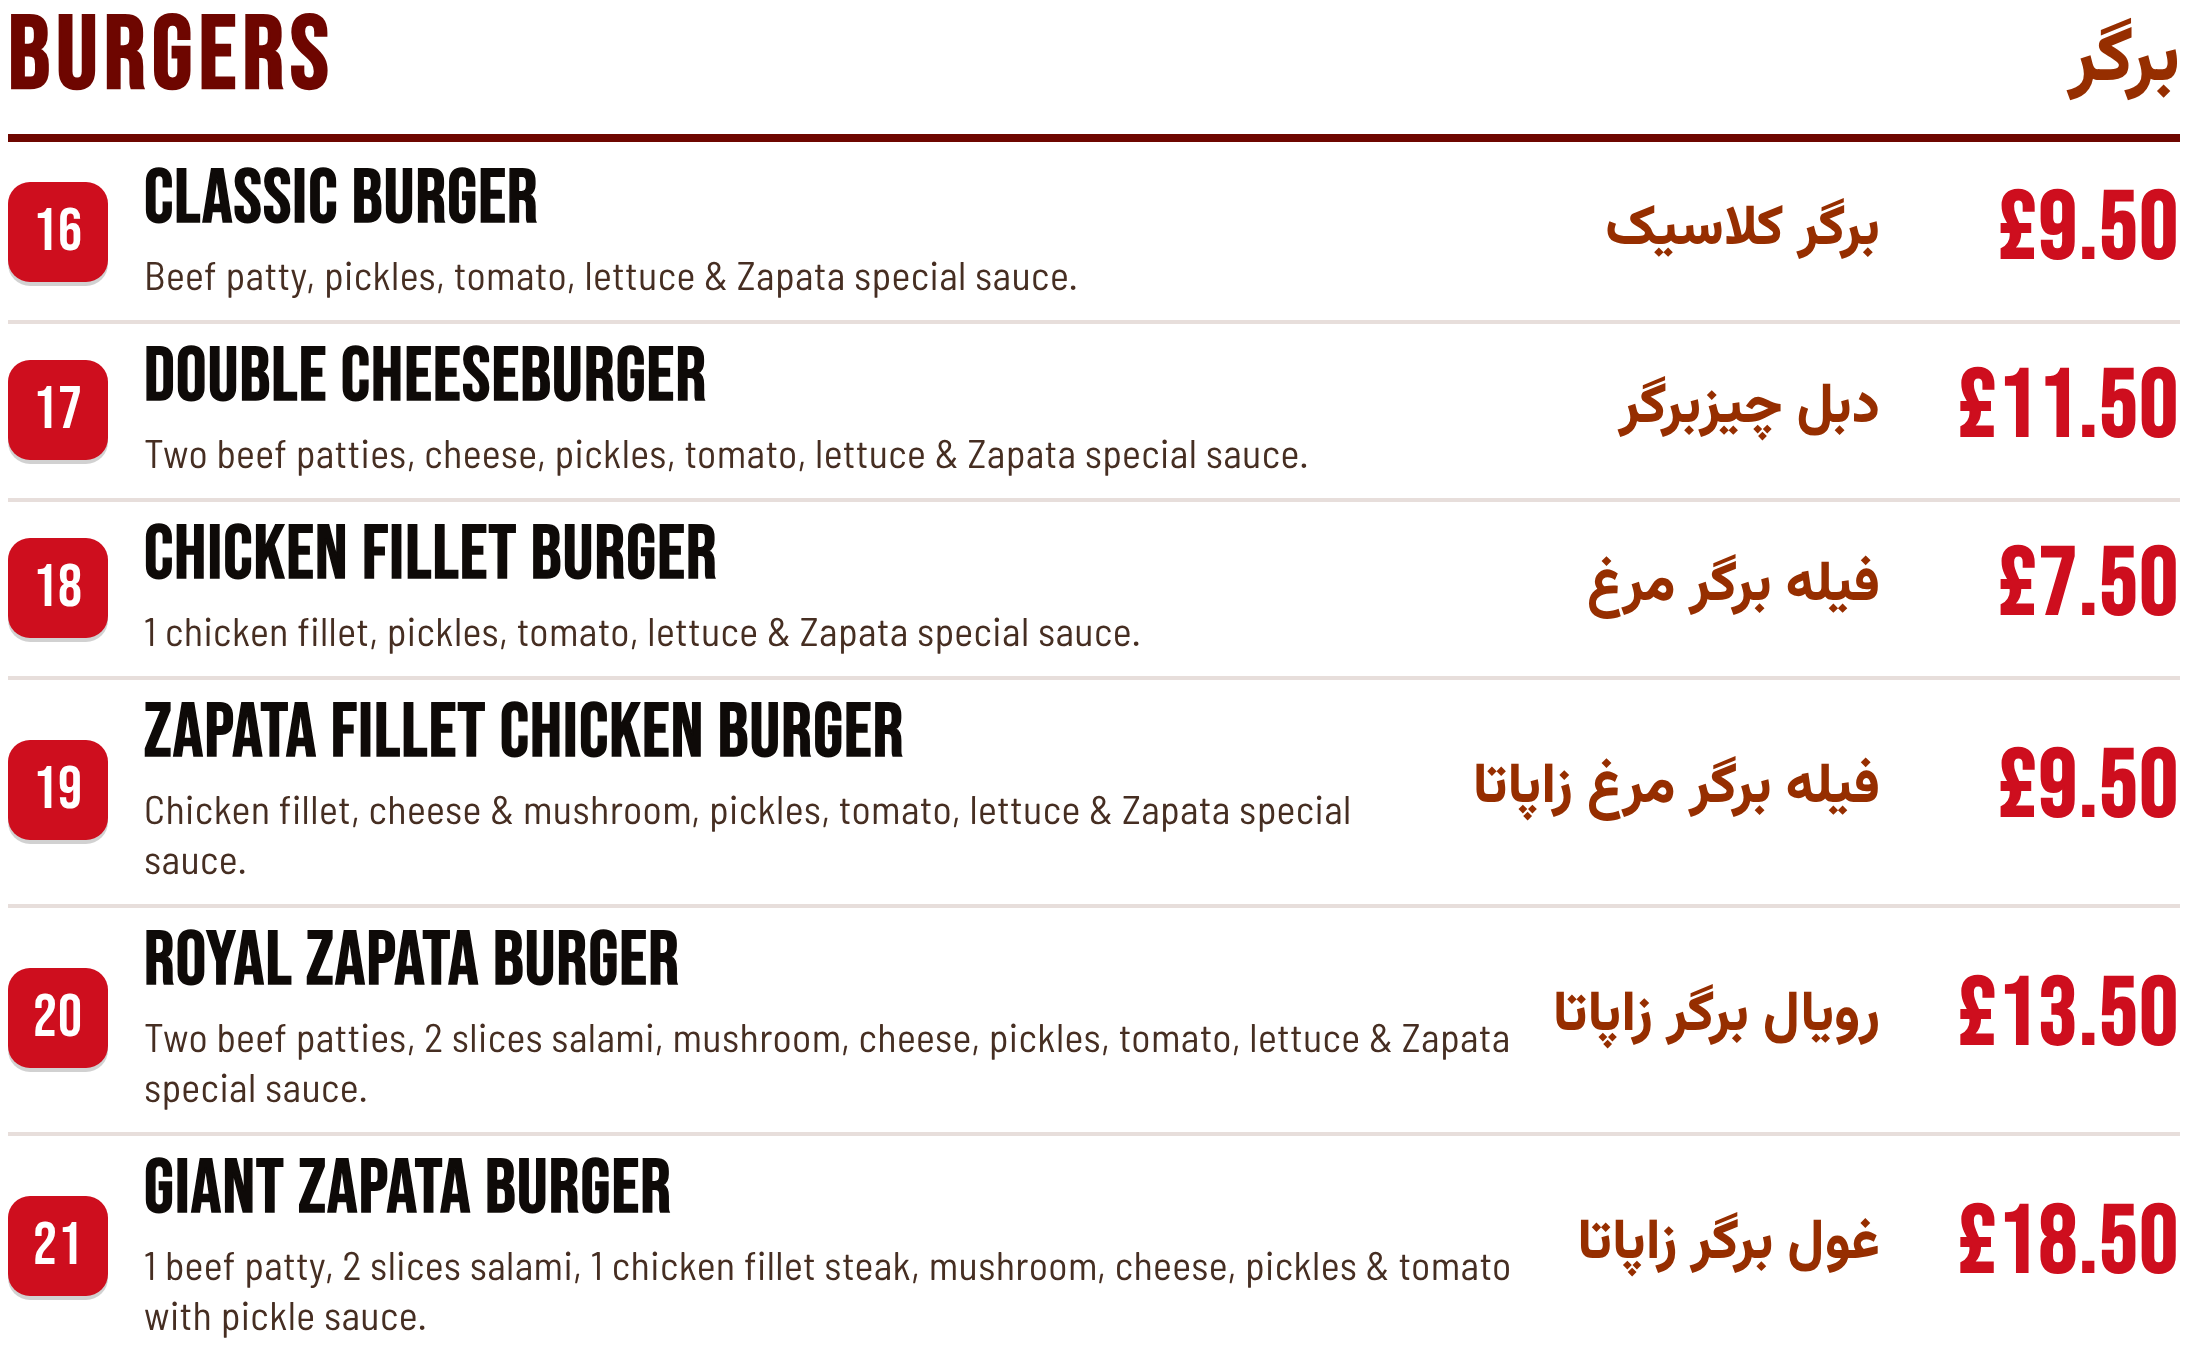 BURGERS برگر
16 CLASSIC BURGER برگر کلاسیک £9.50
Beef patty, pickles, tomato, lettuce & Zapata special sauce.
17 DOUBLE CHEESEBURGER دبل چیزبرگر £11.50
Two beef patties, cheese, pickles, tomato, lettuce & Zapata special sauce.
18 CHICKEN FILLET BURGER فیله برگر مرغ £7.50
1 chicken fillet, pickles, tomato, lettuce & Zapata special sauce.
19 ZAPATA FILLET CHICKEN BURGER فیله برگر مرغ زاپاتا £9.50
Chicken fillet, cheese & mushroom, pickles, tomato, lettuce & Zapata special
sauce.
20 ROYAL ZAPATA BURGER رویال برگر زاپاتا £13.50
Two beef patties, 2 slices salami, mushroom, cheese, pickles, tomato, lettuce & Zapata
special sauce.
21 GIANT ZAPATA BURGER غول برگر زاپاتا £18.50
1 beef patty, 2 slices salami, 1 chicken fillet steak, mushroom, cheese, pickles & tomato
with pickle sauce.